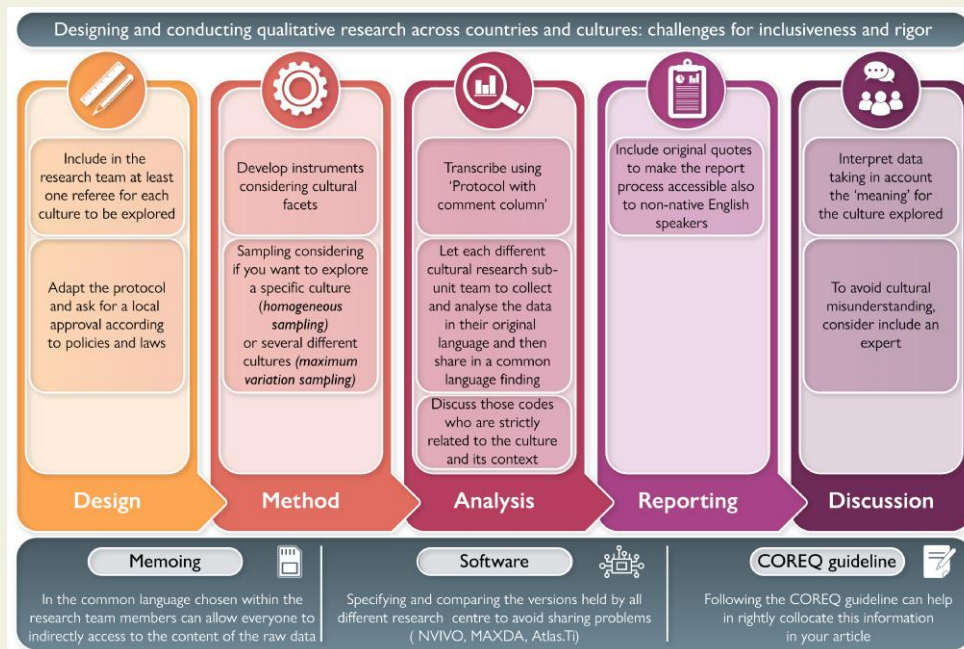 Designing and conducting qualitative research across countries and cultures: challenges for inclusiveness and rigor
Include in the
research team at least
one referee for each
culture to be explored
Adapt the protocol
and ask for a local
approval according
to policies and laws
Design
Develop instruments
considering cultural
facets
Sampling considering
if you want to explore
a specific culture
(homogeneous
sampling)
or several different
cultures (maximum
variation sampling)
Method
Transcribe using
‘Protocol with
comment column’
Let each different
cultural research sub-
unit team to collect
and analyse the data
in their original
language and then
share in a common
language finding
Discuss those codes
who are strictly
related to the culture
and its context
Analysis
Include original quotes
to make the report
process accessible also
to non-native English
speakers
Reporting
Interpret data
taking in account
the ‘meaning’ for
the culture explored
To avoid cultural
misunderstanding,
consider include an
expert
Discussion
Memoing
In the common language chosen within the
research team members can allow everyone to
indirectly access to the content of the raw data
Software
Specifying and comparing the versions held by all
different research centre to avoid sharing problems
( NVIVO, MAXDA, Atlas.Ti)
COREQ guideline
Following the COREQ guideline can help
in rightly collocate this information
in your article